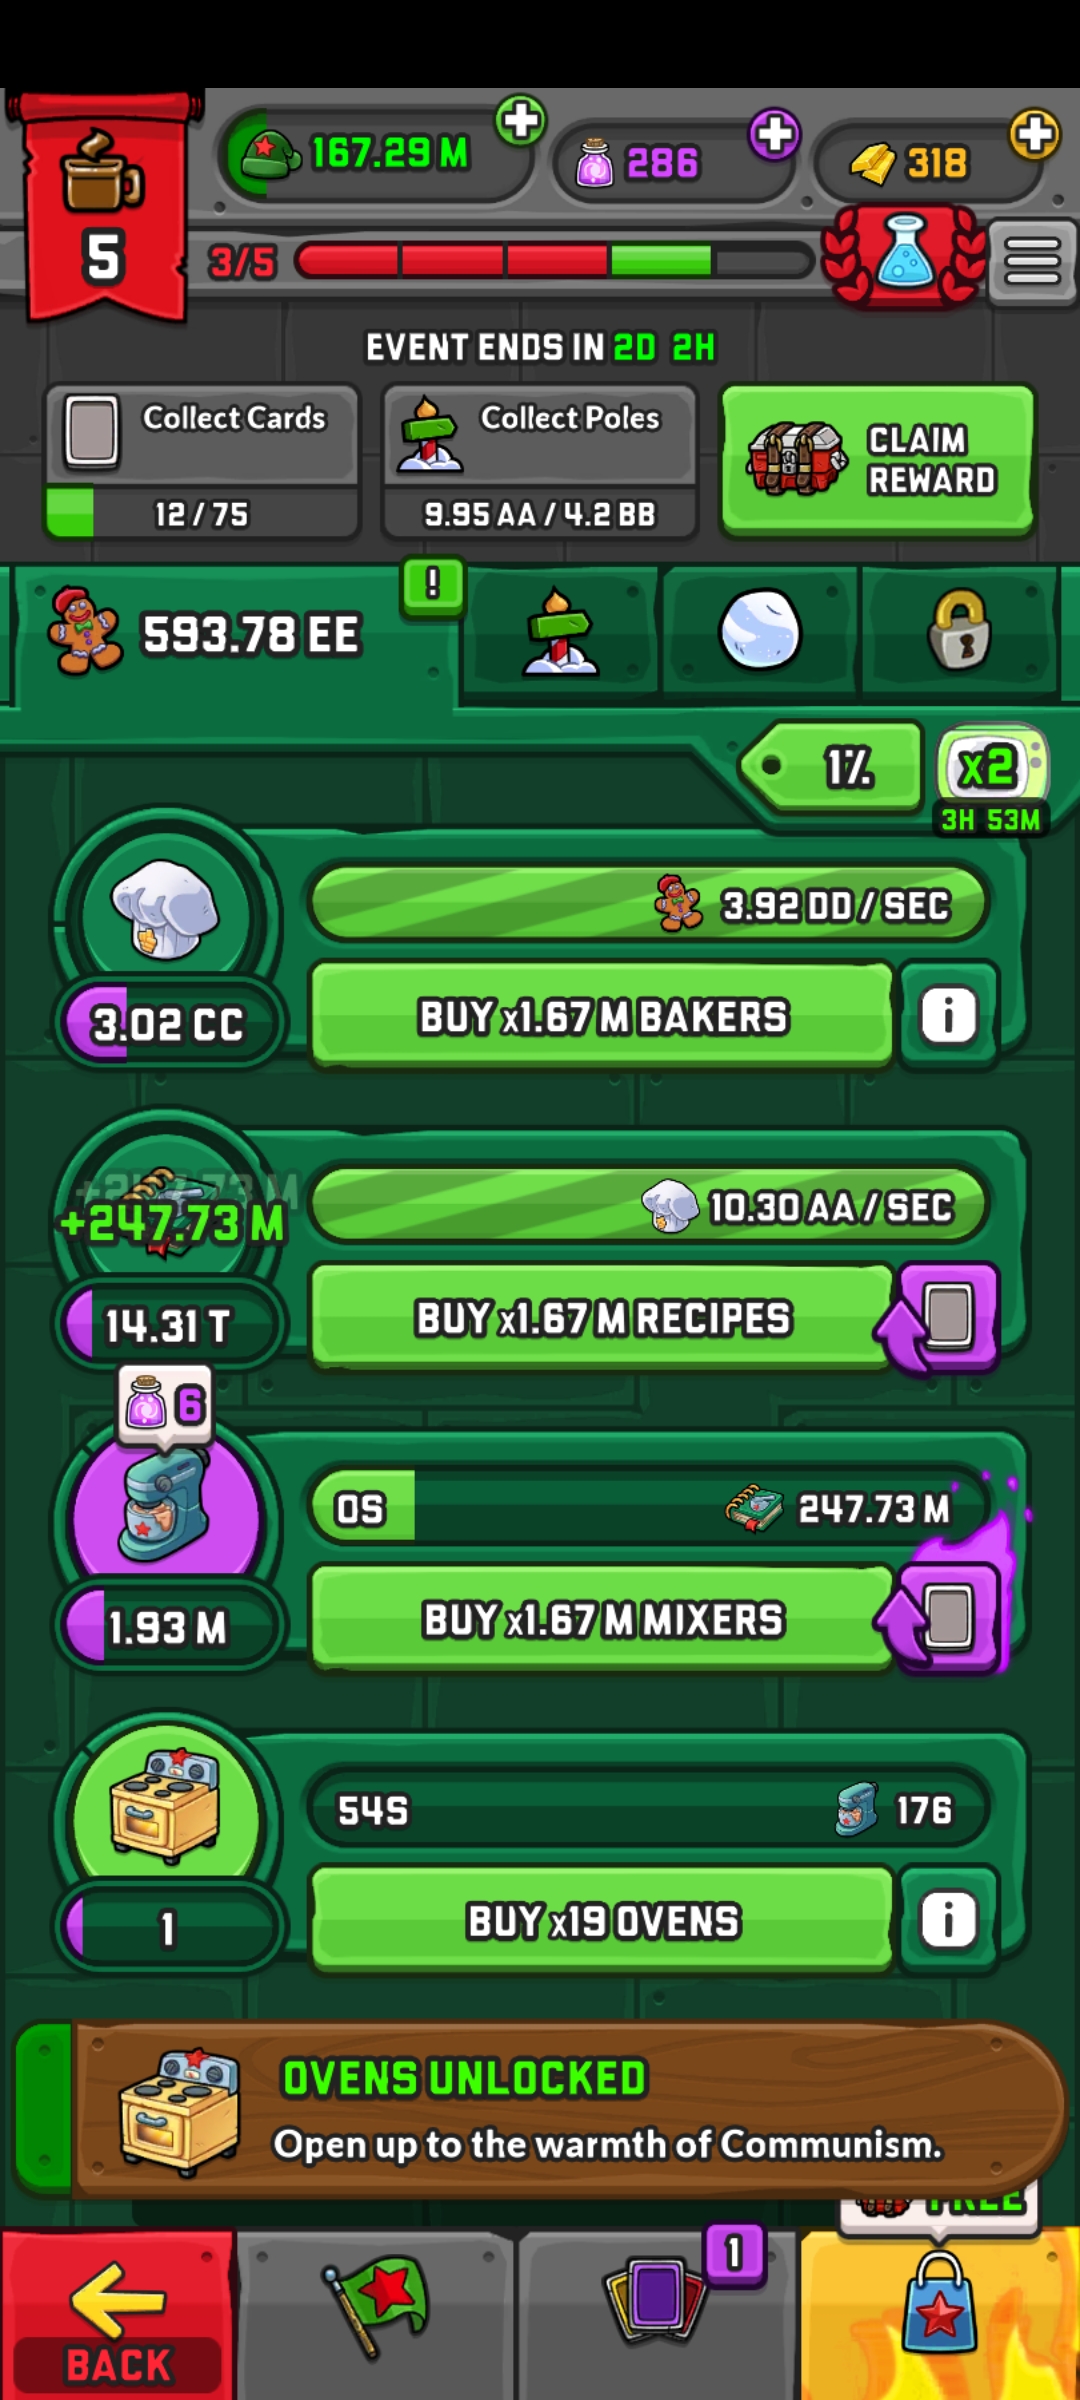 167.29 M
286
318
5
3/5
EVENT ENDS IN 2D 2H
Collect Cards
12/75
Collect Poles
9.95 AA / 4.2 BB
CLAIM
REWARD
!
593.78 EE
1%
x2
3H 53M
3.92 DD / SEC
3.02 CC
BUY x1.67 M BAKERS
i
+247.73 M
+247.73 M
10.30 AA / SEC
14.31 T
BUY x1.67 M RECIPES
6
0S
247.73 M
1.93 M
BUY x1.67 M MIXERS
54S
176
1
BUY x19 OVENS
i
OVENS UNLOCKED
Open up to the warmth of Communism.
FREE
1
BACK